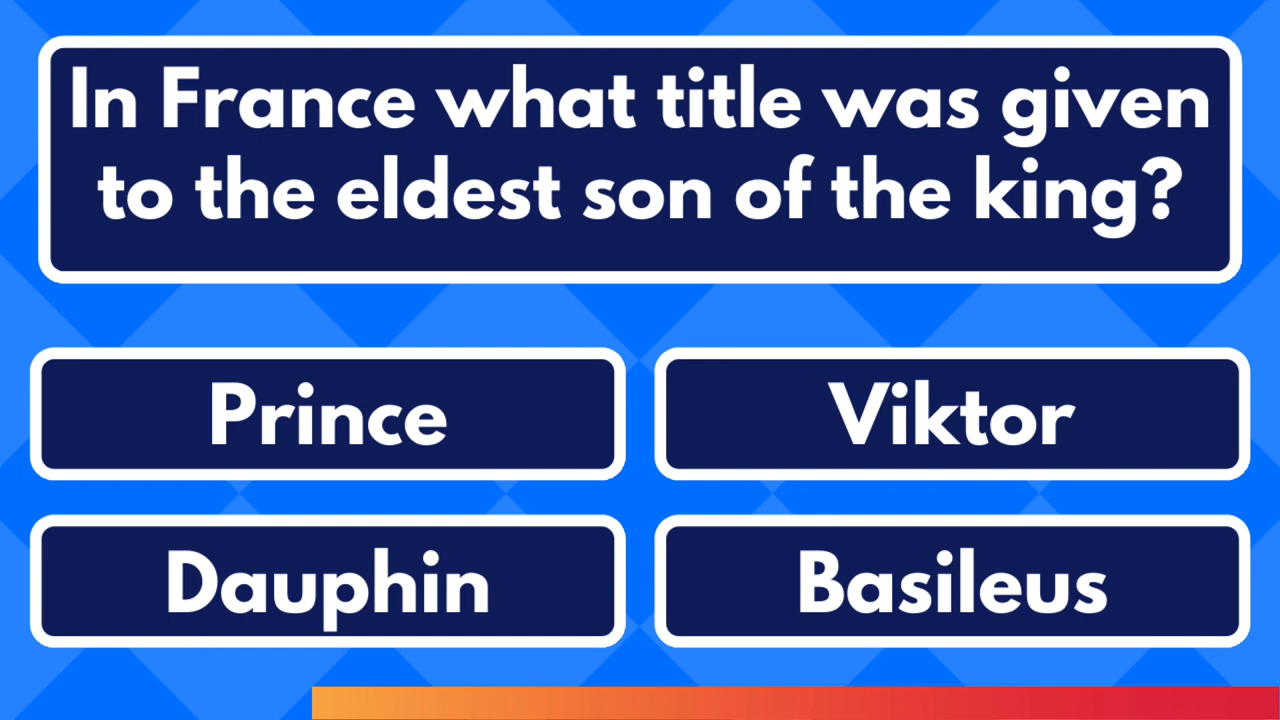 In France what title was given
to the eldest son of the king?
Prince
Viktor
Dauphin
Basileus